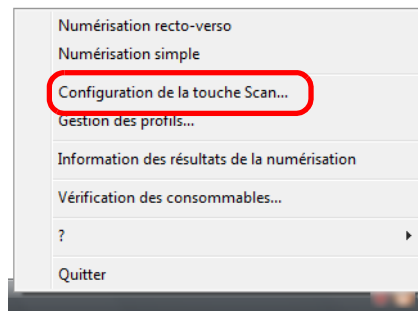 Numérisation recto-verso
Numérisation simple
Configuration de la touche Scan...
Gestion des profils...
Information des résultats de la numérisation
Vérification des consommables...
?
Quitter